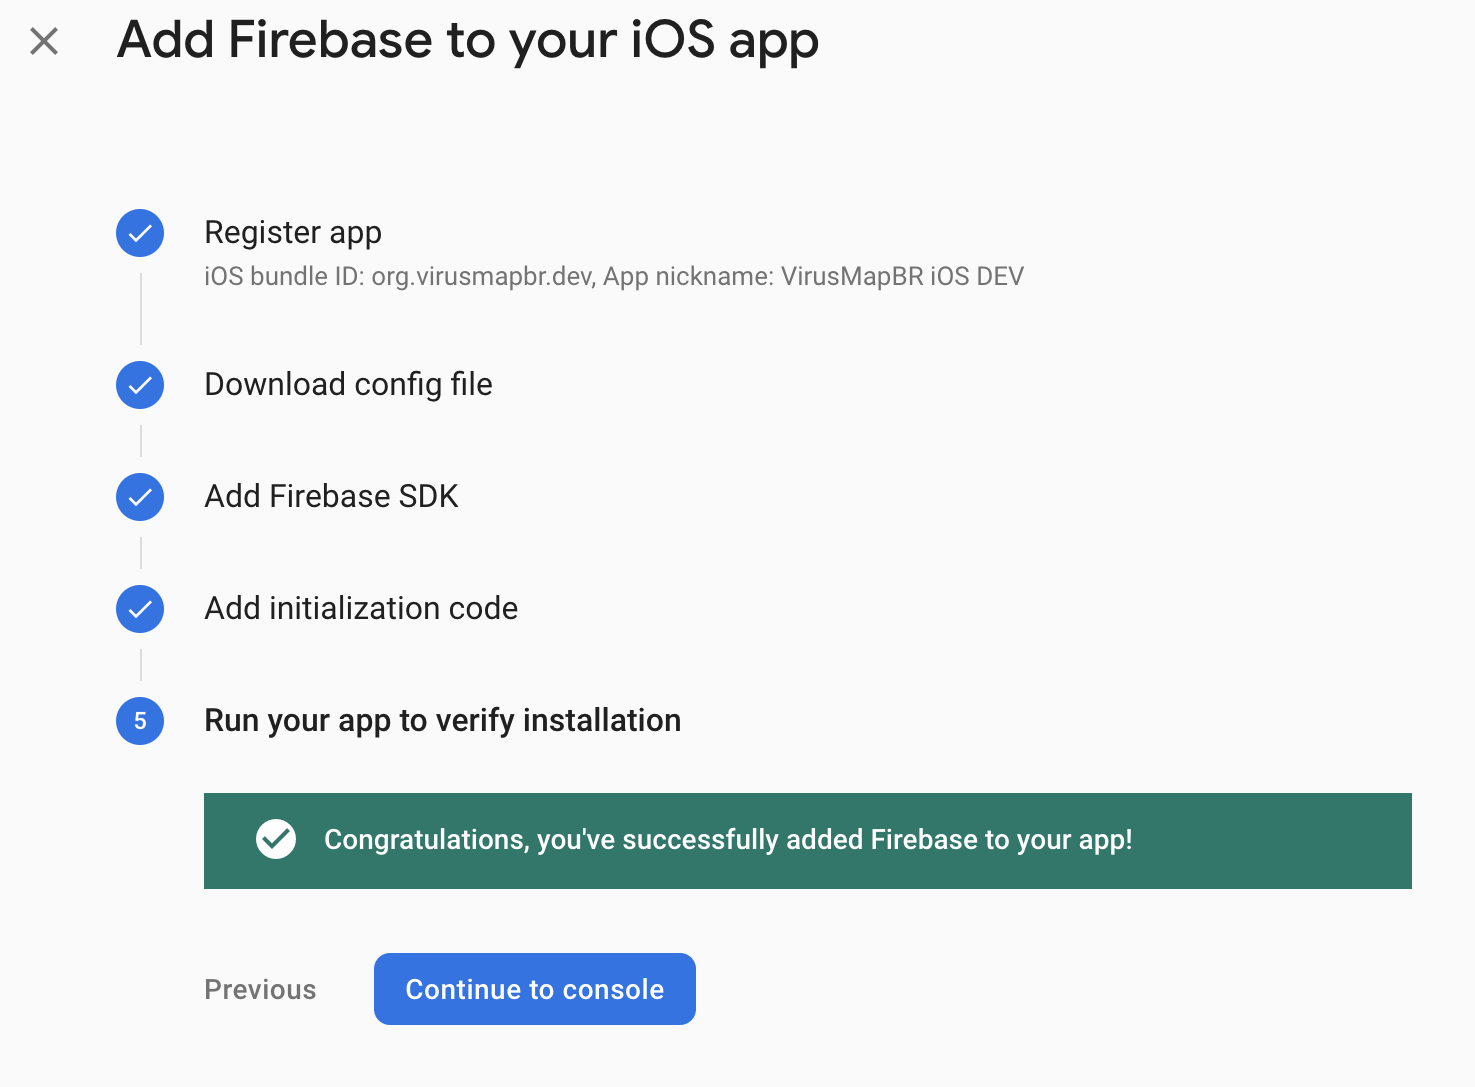 Add Firebase to your iOS app
Register app
iOS bundle ID: org.virusmapbr.dev, App nickname: VirusMapBR iOS DEV
Download config file
Add Firebase SDK
Add initialization code
5 Run your app to verify installation
Congratulations, you've successfully added Firebase to your app!
Previous Continue to console